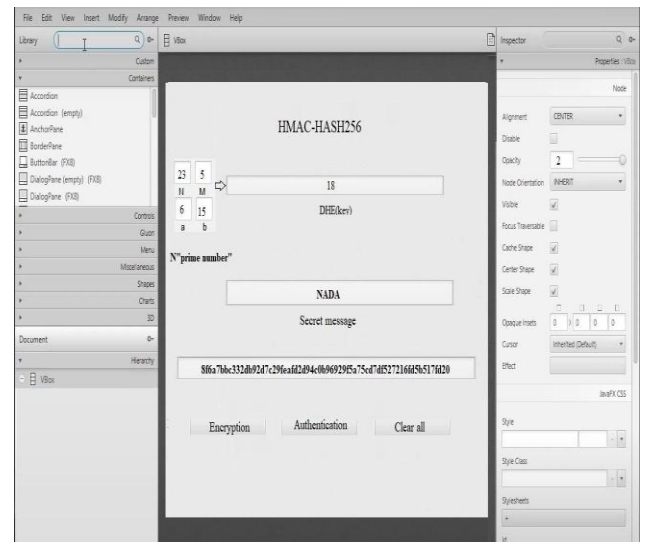 File Edit View Insert Modify Arrange Preview Window Help
Library
Custom
Containers
Accordion
Accordion (empty)
AnchorPane
BorderPane
ButtonBar (FX8)
DialogPane (empty) (FX8)
DialogPane (FX8)
Controls
Gluon
Menu
Miscellaneous
Shapes
Charts
3D
Document
Hierarchy
VBox
VBox
HMAC-HASH256
23 5
N M
18
6 15
DHE(kev)
a b
N"prime number"
NADA
Secret message
8f6a7bbc332db92d7c29feafd2d94c0b96929f5a75cd7df527216fd5b517fd20
Encryption Authentication Clear all
Inspector
Properties : VBox
Node
Alignment CENTER
Disable
Opacity 2
Node Orientation INHERIT
Visible
Focus Traversable
Cache Shape
Center Shape
Scale Shape
Opaque Insets 0 0 0 0
Cursor Inherited (Default)
Effect
JavaFX CSS
Style
Style Class
Stylesheets
+